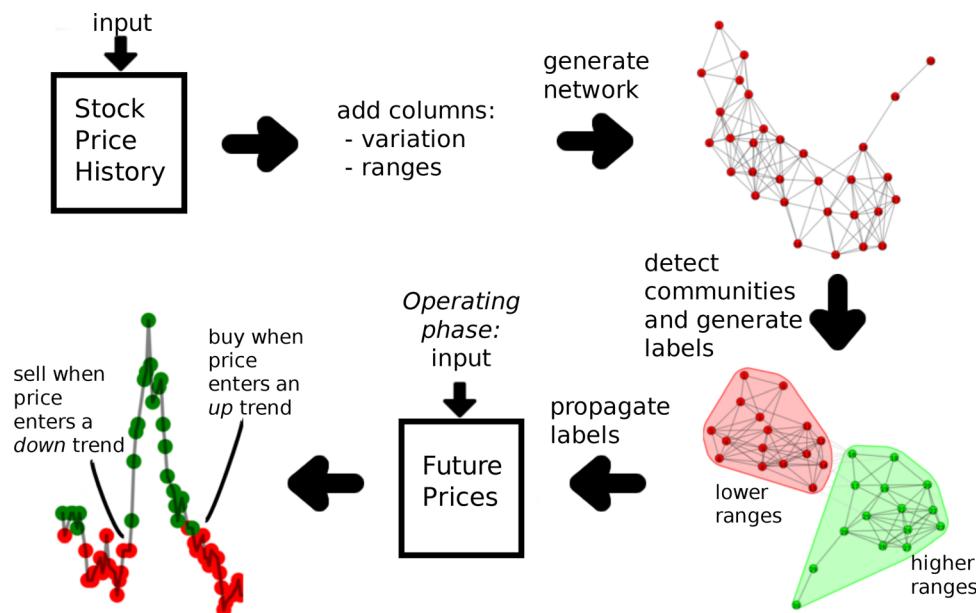 input
Stock
Price
History
add columns:
- variation
- ranges
generate
network
detect
communities
and generate
labels
lower
ranges
higher
ranges
propagate
labels
Operating
phase:
input
Future
Prices
buy when
price
enters an
up trend
sell when
price
enters a
down trend